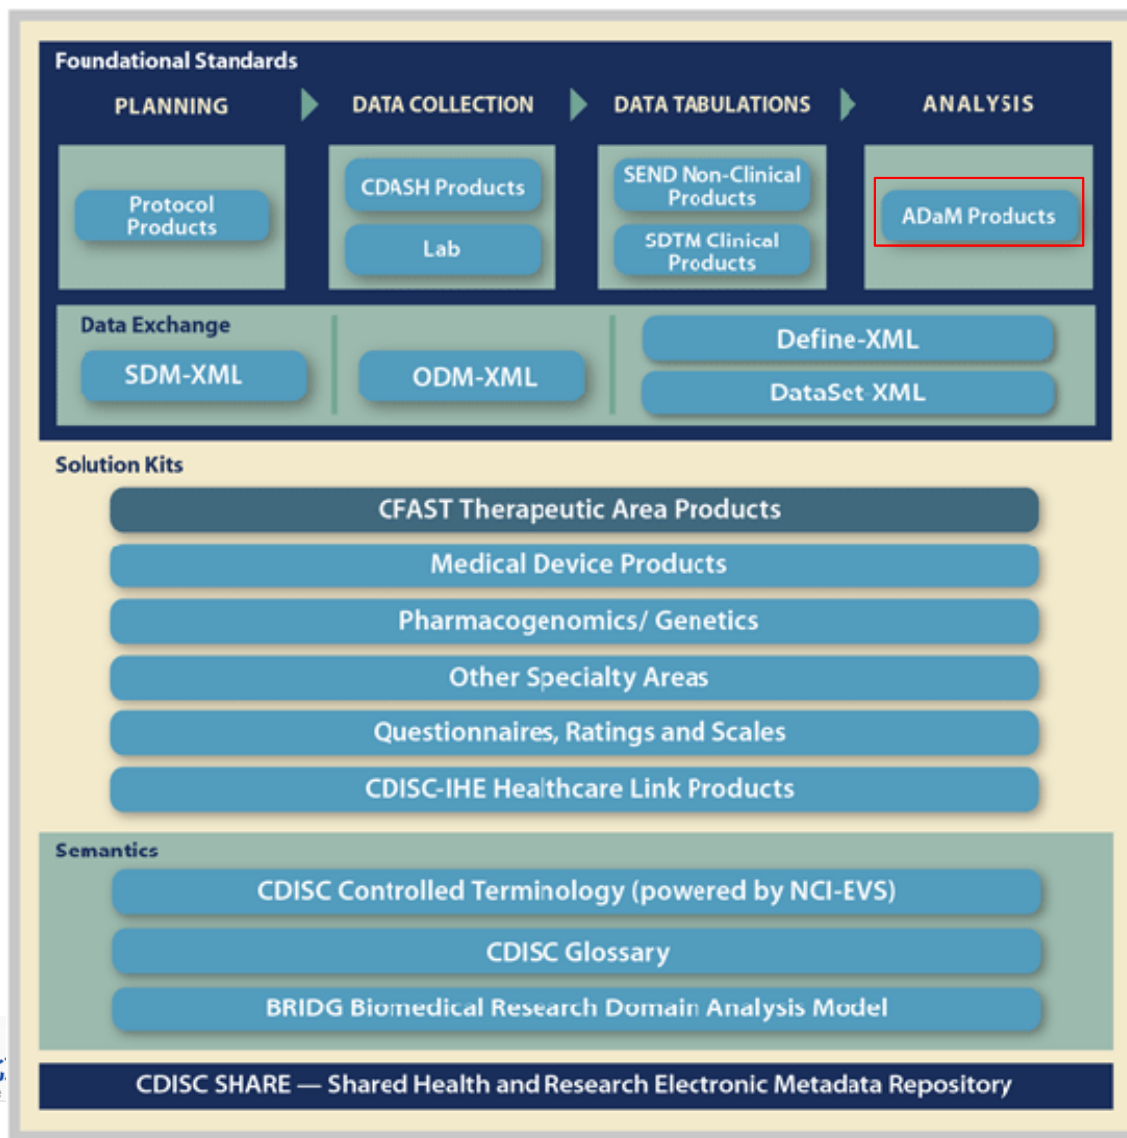 Foundational Standards
PLANNING
DATA COLLECTION
DATA TABULATIONS
ANALYSIS
Protocol
Products
CDASH Products
Lab
SEND Non-Clinical
Products
SDTM Clinical
Products
ADaM Products
Data Exchange
SDM-XML
ODM-XML
Define-XML
DataSet-XML
Solution Kits
CFAST Therapeutic Area Products
Medical Device Products
Pharmacogenomics/ Genetics
Other Specialty Areas
Questionnaires, Ratings and Scales
CDISC-IHE Healthcare Link Products
Semantics
CDISC Controlled Terminology (powered by NCI-EVS)
CDISC Glossary
BRIDG Biomedical Research Domain Analysis Model
CDISC SHARE — Shared Health and Research Electronic Metadata Repository